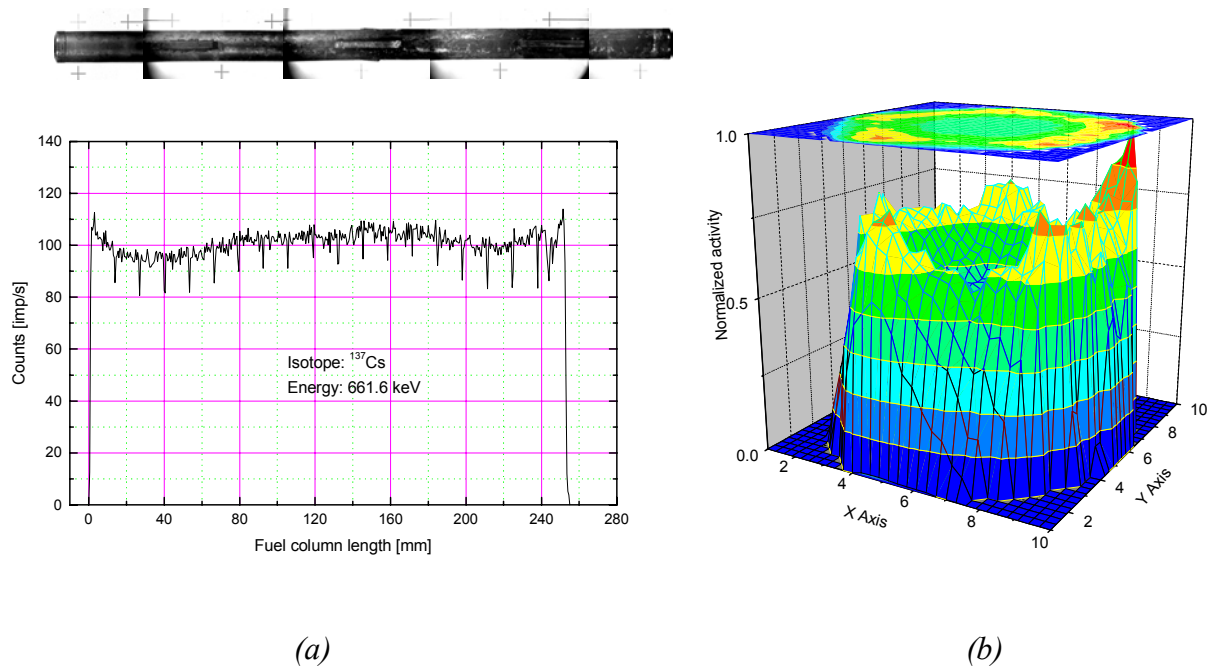 140
120
100
80
60
40
20
0
Counts [imp/s]
Isotope: ¹³⁷Cs
Energy: 661.6 keV
0 40 80 120 160 200 240 280
Fuel column length [mm]
(a)
1.0
0.5
0.0
Normalized activity
2 4 6 8 10
X Axis
2 4 6 8 10
Y Axis
(b)